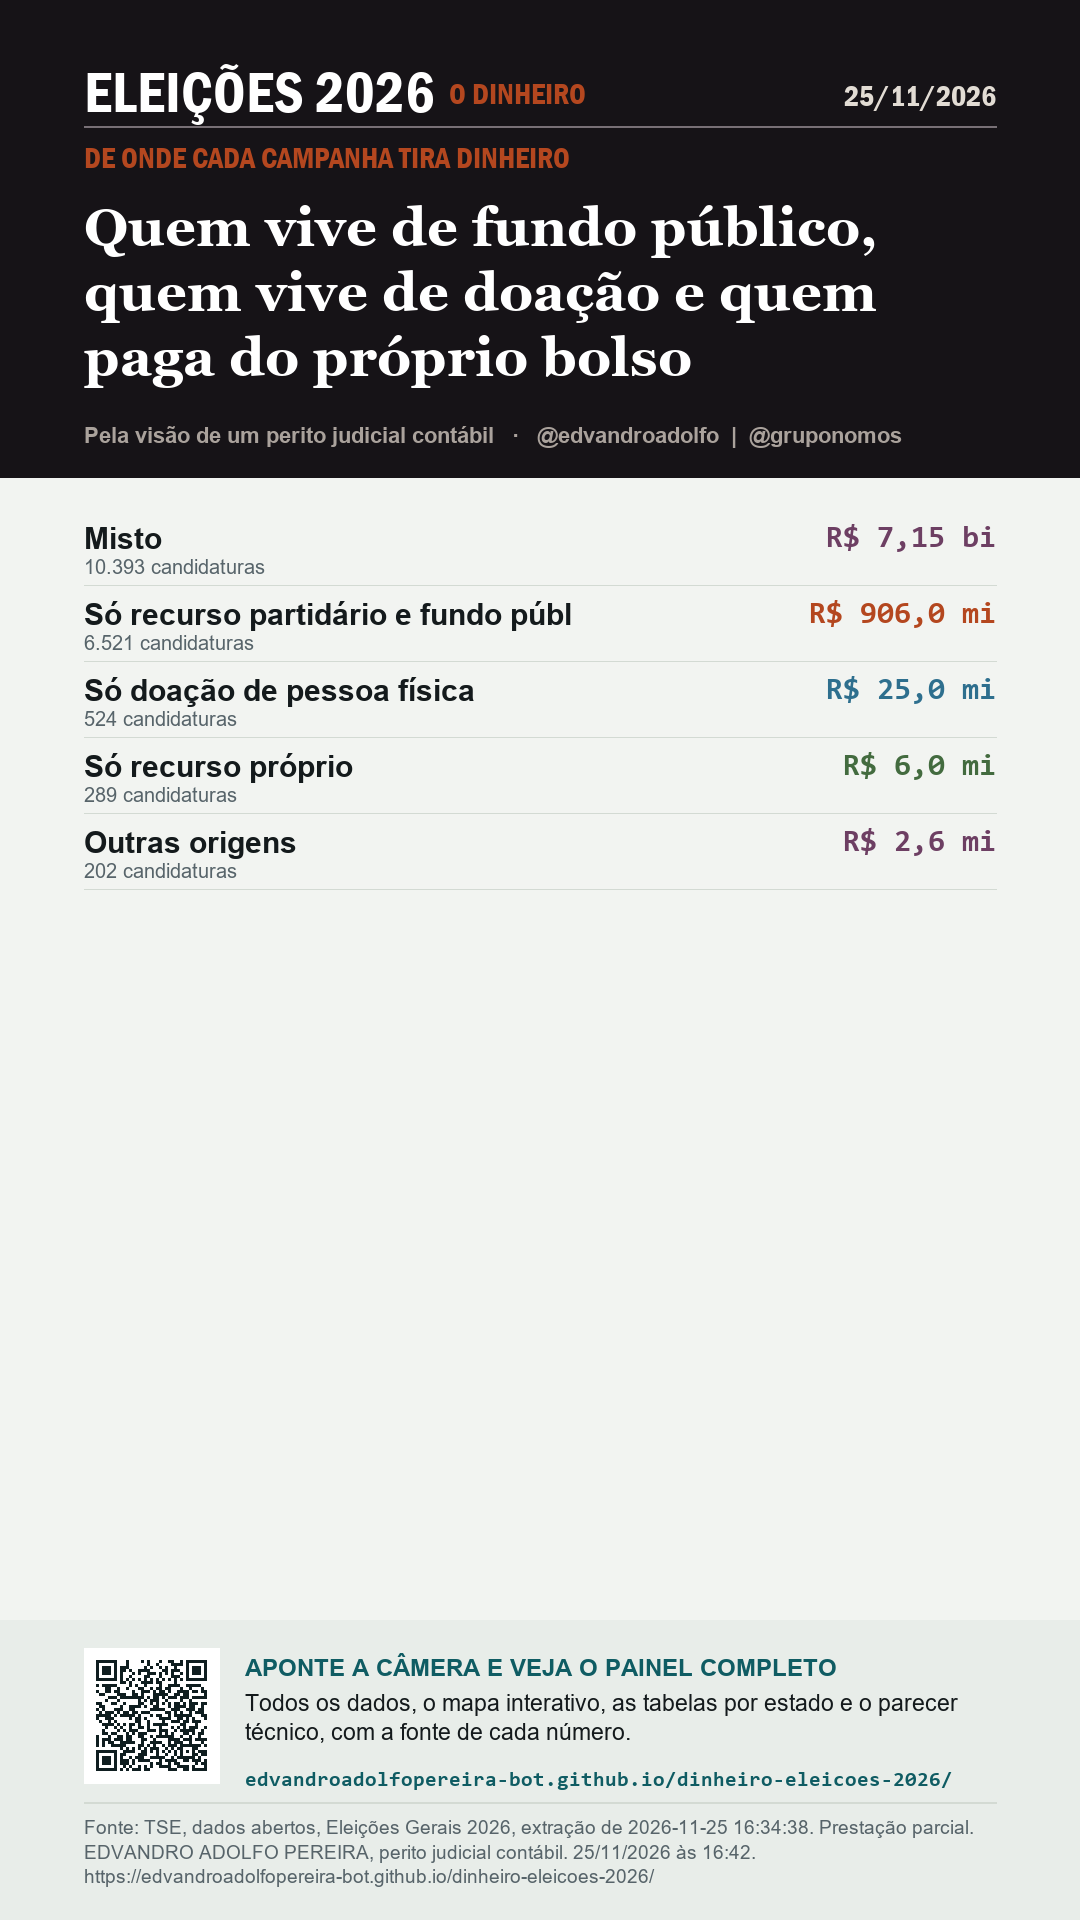 ELEIÇÕES 2026 O DINHEIRO 25/11/2026
DE ONDE CADA CAMPANHA TIRA DINHEIRO
Quem vive de fundo público,
quem vive de doação e quem
paga do próprio bolso
Pela visão de um perito judicial contábil · @edvandroadolfo | @gruponomos
Misto R$ 7,15 bi
10.393 candidaturas
Só recurso partidário e fundo públ R$ 906,0 mi
6.521 candidaturas
Só doação de pessoa física R$ 25,0 mi
524 candidaturas
Só recurso próprio R$ 6,0 mi
289 candidaturas
Outras origens R$ 2,6 mi
202 candidaturas
APONTE A CÂMERA E VEJA O PAINEL COMPLETO
Todos os dados, o mapa interativo, as tabelas por estado e o parecer
técnico, com a fonte de cada número.
edvandroadolfopereira-bot.github.io/dinheiro-eleicoes-2026/
Fonte: TSE, dados abertos, Eleições Gerais 2026, extração de 2026-11-25 16:34:38. Prestação parcial.
EDVANDRO ADOLFO PEREIRA, perito judicial contábil. 25/11/2026 às 16:42.
https://edvandroadolfopereira-bot.github.io/dinheiro-eleicoes-2026/